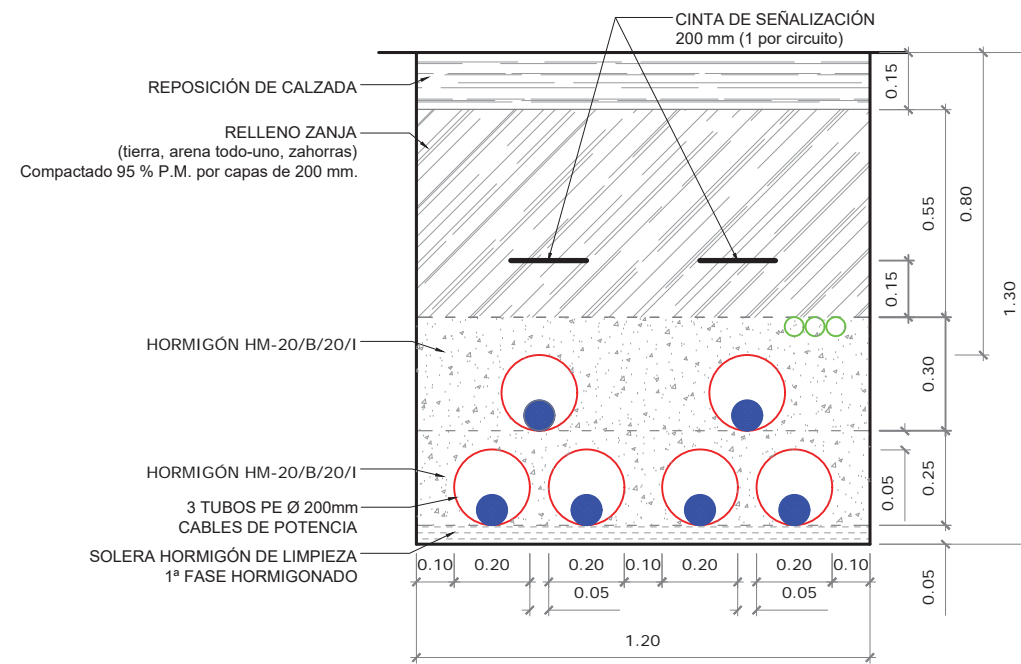 CINTA DE SEÑALIZACIÓN
200 mm (1 por circuito)
REPOSICIÓN DE CALZADA
0.15
RELLENO ZANJA
(tierra, arena todo-uno, zahorras)
Compactado 95 % P.M. por capas de 200 mm.
0.55
0.80
0.15
1.30
HORMIGÓN HM-20/B/20/I
0.30
HORMIGÓN HM-20/B/20/I
0.05
0.25
3 TUBOS PE Ø 200mm
CABLES DE POTENCIA
SOLERA HORMIGÓN DE LIMPIEZA
1ª FASE HORMIGONADO
0.10 0.20 0.20 0.10 0.20 0.20 0.10
0.05 0.05
0.05
1.20